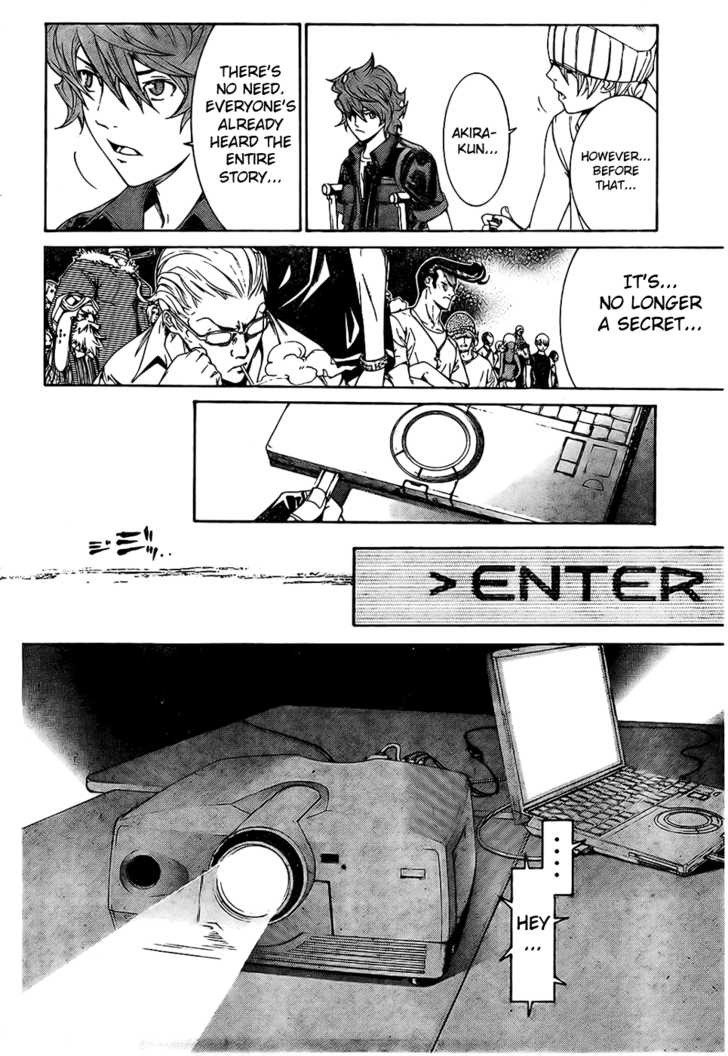 HOWEVER...
BEFORE
THAT...
AKIRA-
KUN...
THERE'S
NO NEED.
EVERYONE'S
ALREADY
HEARD THE
ENTIRE
STORY...
IT'S...
NO LONGER
A SECRET...
>ENTER
....
HEY
...